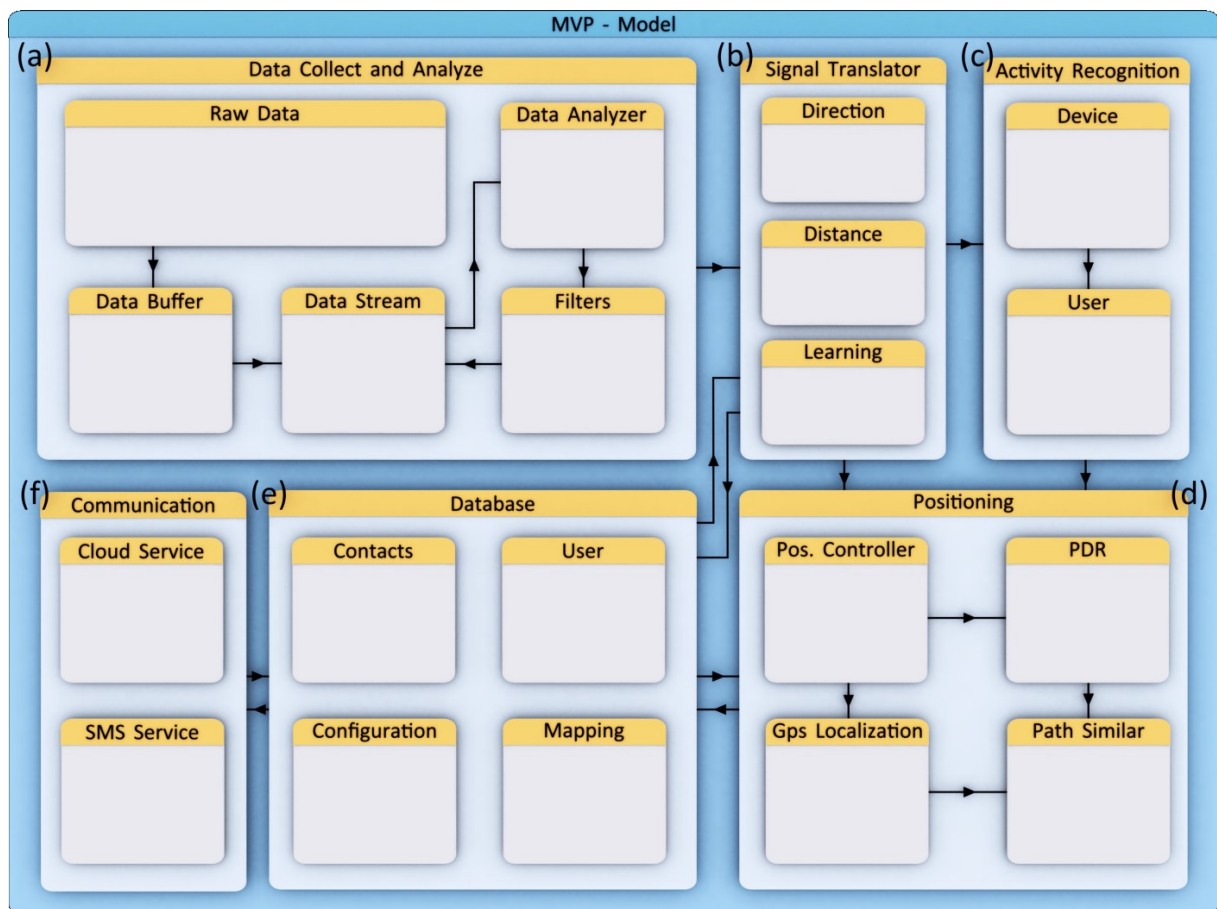 MVP - Model
(a)
Data Collect and Analyze
Raw Data
Data Analyzer
Data Buffer
Data Stream
Filters
(b)
Signal Translator
Direction
Distance
Learning
(c)
Activity Recognition
Device
User
(f)
Communication
Cloud Service
SMS Service
(e)
Database
Contacts
User
Configuration
Mapping
Positioning
(d)
Pos. Controller
PDR
Gps Localization
Path Similar